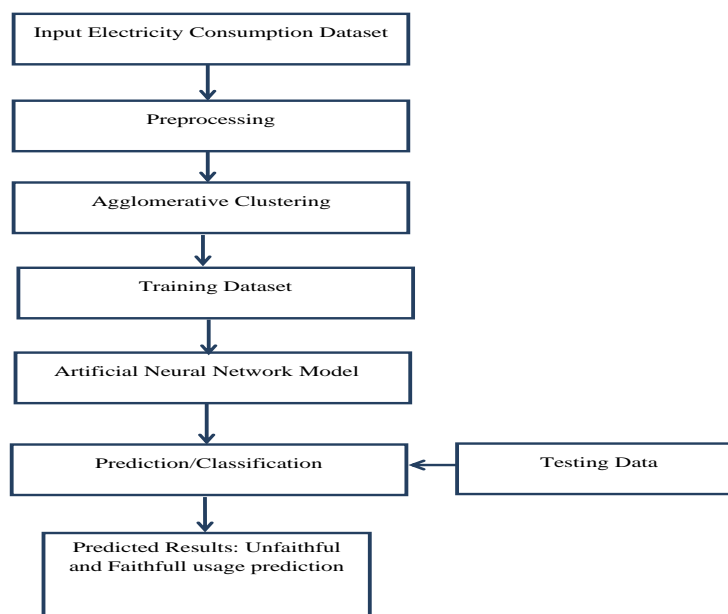 Input Electricity Consumption Dataset
Preprocessing
Agglomerative Clustering
Training Dataset
Artificial Neural Network Model
Prediction/Classification
Testing Data
Predicted Results: Unfaithful
and Faithfull usage prediction